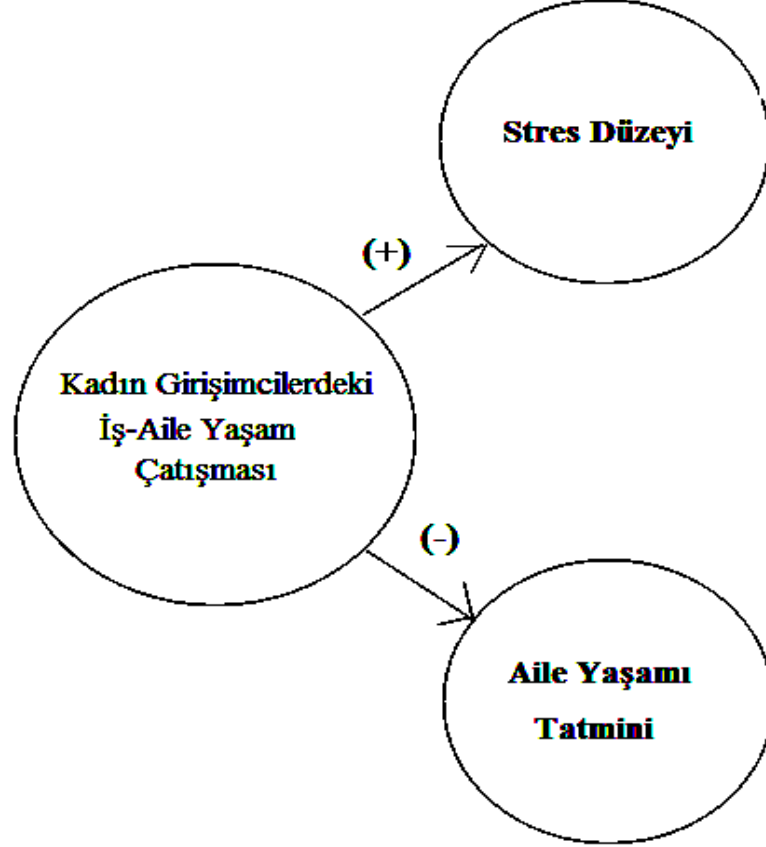 Stres Düzeyi
(+)
Kadın Girişimcilerdeki
İş-Aile Yaşam
Çatışması
(-)
Aile Yaşamı
Tatmini